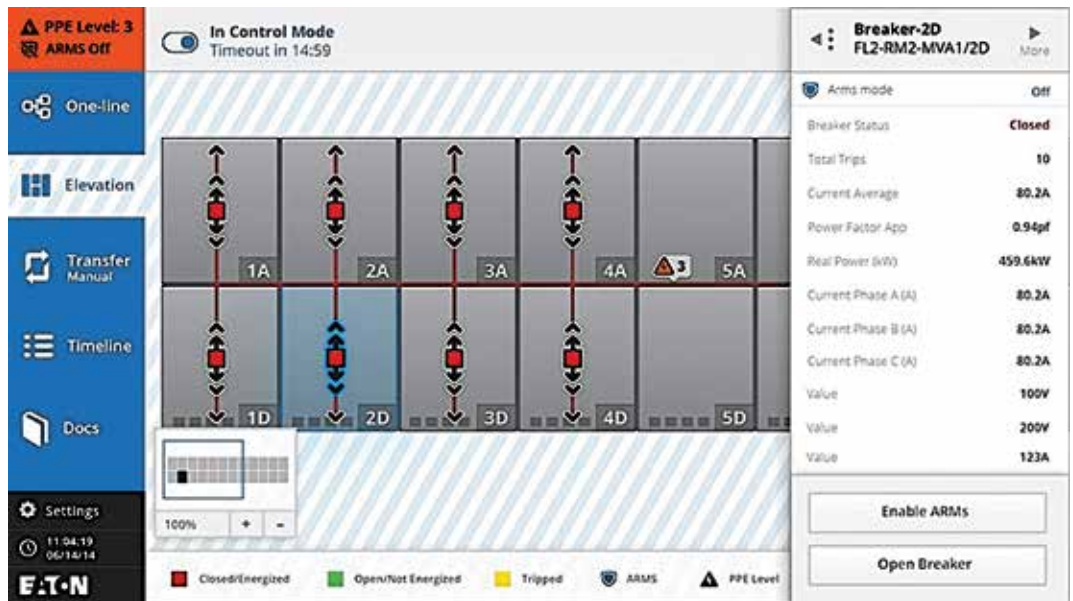 PPE Level: 3
ARMS Off
In Control Mode
Timeout in 14:59
Breaker-2D
FL2-RM2-MVA1/2D
More
One-line
Elevation
Transfer
Manual
Timeline
Docs
Settings
11:04:19
06/14/14
EATON
1A
2A
3A
4A
3
5A
1D
2D
3D
4D
5D
100%
+
-
Closed/Energized
Open/Not Energized
Tripped
ARMS
PPE Level
Arms mode Off
Breaker Status Closed
Total Trips 10
Current Average 80.2A
Power Factor App 0.94pf
Real Power (kW) 459.6kW
Current Phase A (A) 80.2A
Current Phase B (A) 80.2A
Current Phase C (A) 80.2A
Value 100V
Value 200V
Value 123A
Enable ARMs
Open Breaker